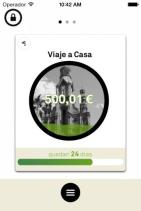 Operador 10:42 AM
Viaje a Casa
500,01 €
quedan 24 días